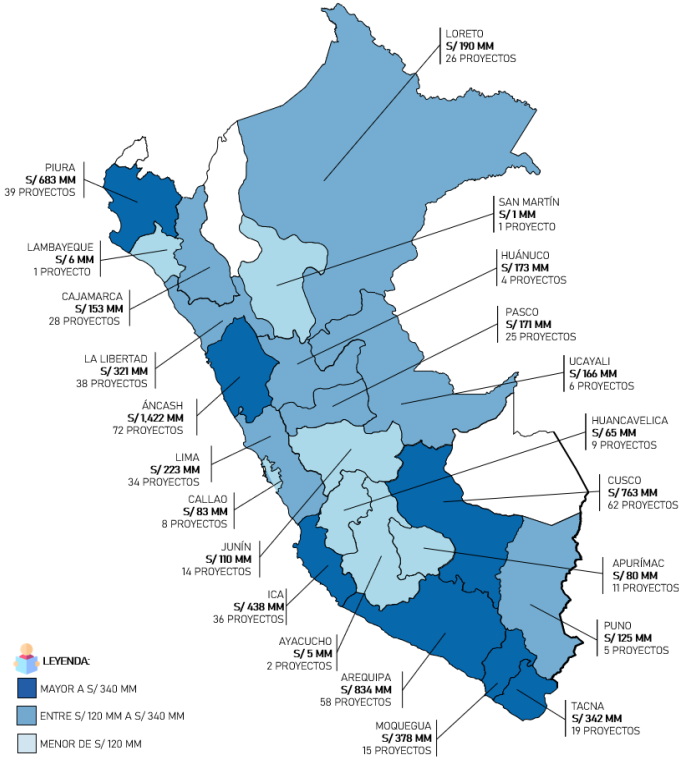 LORETO
S/ 190 MM
26 PROYECTOS
PIURA
S/ 683 MM
39 PROYECTOS
SAN MARTÍN
S/ 1 MM
1 PROYECTO
LAMBAYEQUE
S/ 6 MM
1 PROYECTO
HUÁNUCO
S/ 173 MM
4 PROYECTOS
CAJAMARCA
S/ 153 MM
28 PROYECTOS
PASCO
S/ 171 MM
25 PROYECTOS
LA LIBERTAD
S/ 321 MM
38 PROYECTOS
UCAYALI
S/ 166 MM
6 PROYECTOS
ÁNCASH
S/ 1,422 MM
72 PROYECTOS
HUANCAVELICA
S/ 65 MM
9 PROYECTOS
LIMA
S/ 223 MM
34 PROYECTOS
CUSCO
S/ 763 MM
62 PROYECTOS
CALLAO
S/ 83 MM
8 PROYECTOS
JUNÍN
S/ 110 MM
14 PROYECTOS
APURÍMAC
S/ 80 MM
11 PROYECTOS
ICA
S/ 438 MM
36 PROYECTOS
PUNO
S/ 125 MM
5 PROYECTOS
AYACUCHO
S/ 5 MM
2 PROYECTOS
AREQUIPA
S/ 834 MM
58 PROYECTOS
TACNA
S/ 342 MM
19 PROYECTOS
MOQUEGUA
S/ 378 MM
15 PROYECTOS
LEYENDA:
MAYOR A S/ 340 MM
ENTRE S/ 120 MM A S/ 340 MM
MENOR DE S/ 120 MM